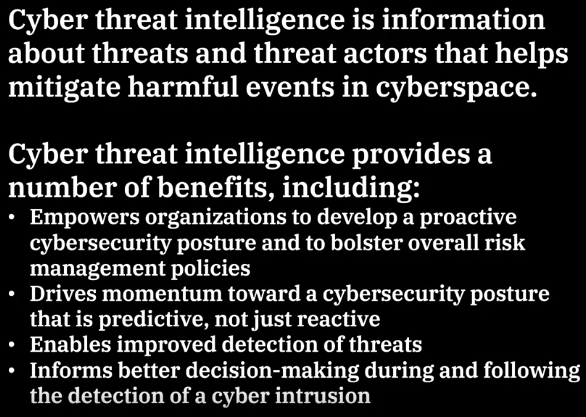 Cyber threat intelligence is information
about threats and threat actors that helps
mitigate harmful events in cyberspace.
Cyber threat intelligence provides a
number of benefits, including:
• Empowers organizations to develop a proactive
cybersecurity posture and to bolster overall risk
management policies
• Drives momentum toward a cybersecurity posture
that is predictive, not just reactive
• Enables improved detection of threats
• Informs better decision-making during and following
the detection of a cyber intrusion